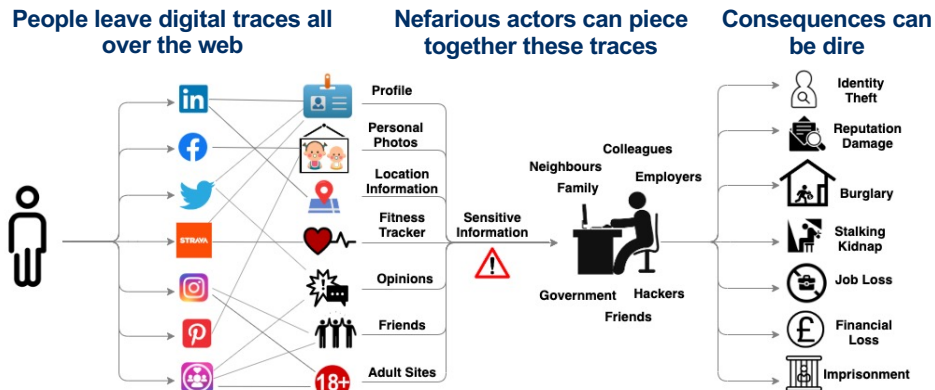 People leave digital traces all
over the web
Nefarious actors can piece
together these traces
Consequences can
be dire
in
STRAVA
18+
Profile
Personal
Photos
Location
Information
Fitness
Tracker
Opinions
Friends
Adult Sites
Sensitive
Information
Colleagues
Neighbours
Employers
Family
Government
Hackers
Friends
Identity
Theft
Reputation
Damage
Burglary
Stalking
Kidnap
Job Loss
£
Financial
Loss
Imprisonment